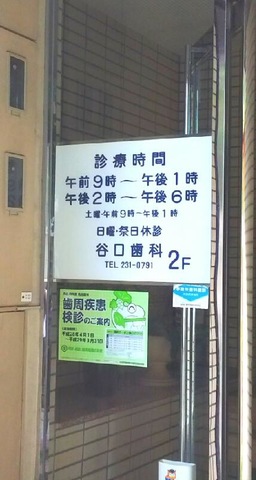 診療時間
午前9時〜午後1時
午後2時〜午後6時
土曜・午前9時〜午後1時
日曜・祭日休診
谷口歯科 2F
TEL 231-0791
歯周疾患
検診のご案内